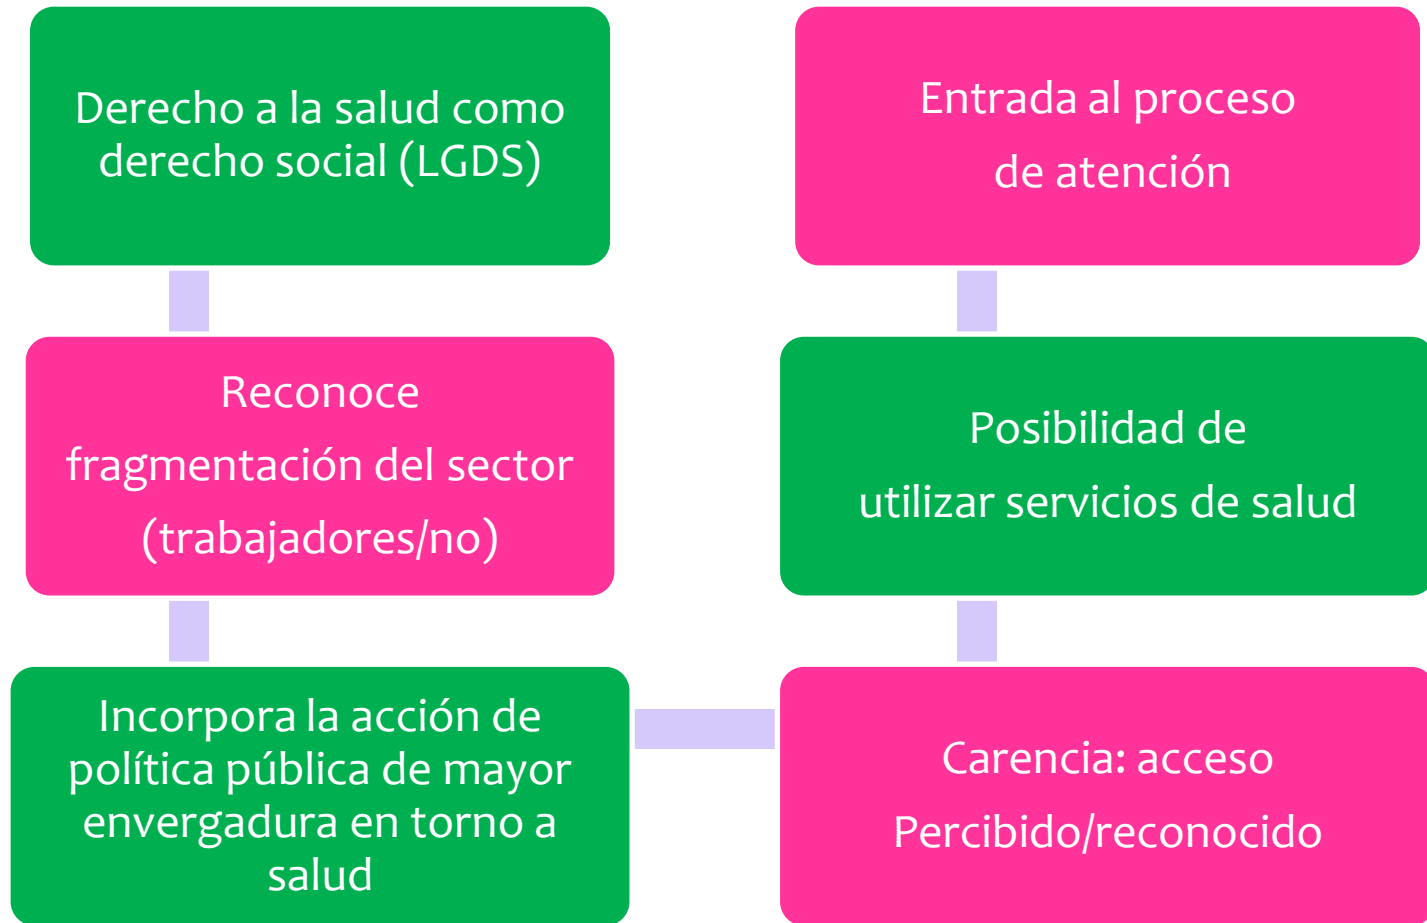 Derecho a la salud como
derecho social (LGDS)
Reconoce
fragmentación del sector
(trabajadores/no)
Incorpora la acción de
política pública de mayor
envergadura en torno a
salud
Carencia: acceso
Percibido/reconocido
Posibilidad de
utilizar servicios de salud
Entrada al proceso
de atención